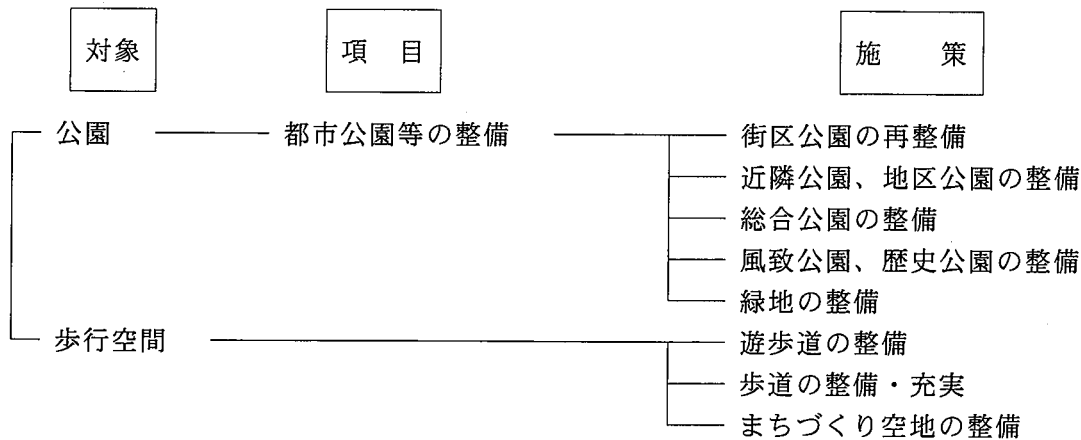 対象 項目 施策
公園 都市公園等の整備 街区公園の再整備
近隣公園、地区公園の整備
総合公園の整備
風致公園、歴史公園の整備
緑地の整備
歩行空間 遊歩道の整備
歩道の整備・充実
まちづくり空地の整備